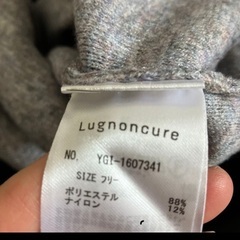 Lugnoncure
NO. YGI-1607341
SIZE フリー
ポリエステル 88%
ナイロン 12%